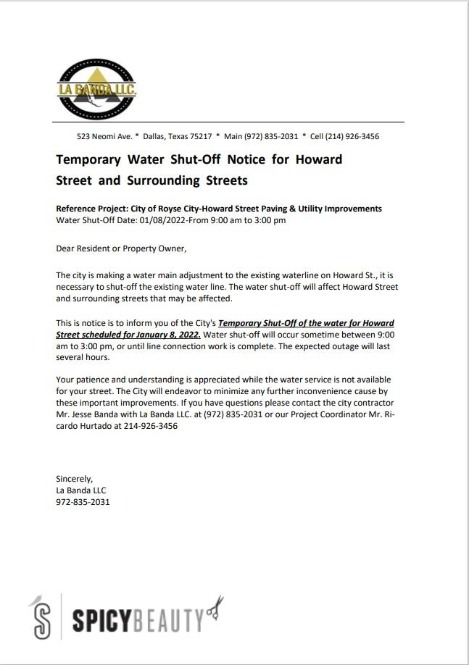 LA BANDA LLC.
523 Neomi Ave. * Dallas, Texas 75217 * Main (972) 835-2031 * Cell (214) 926-3456
Temporary Water Shut-Off Notice for Howard
Street and Surrounding Streets
Reference Project: City of Royse City-Howard Street Paving & Utility Improvements
Water Shut-Off Date: 01/08/2022-From 9:00 am to 3:00 pm
Dear Resident or Property Owner,
The city is making a water main adjustment to the existing waterline on Howard St., it is
necessary to shut-off the existing water line. The water shut-off will affect Howard Street
and surrounding streets that may be affected.
This is notice is to inform you of the City's Temporary Shut-Off of the water for Howard
Street scheduled for January 8, 2022. Water shut-off will occur sometime between 9:00
am to 3:00 pm, or until line connection work is complete. The expected outage will last
several hours.
Your patience and understanding is appreciated while the water service is not available
for your street. The City will endeavor to minimize any further inconvenience cause by
these important improvements. If you have questions please contact the city contractor
Mr. Jesse Banda with La Banda LLC. at (972) 835-2031 or our Project Coordinator Mr. Ri-
cardo Hurtado at 214-926-3456
Sincerely,
La Banda LLC
972-835-2031
S SPICYBEAUTY